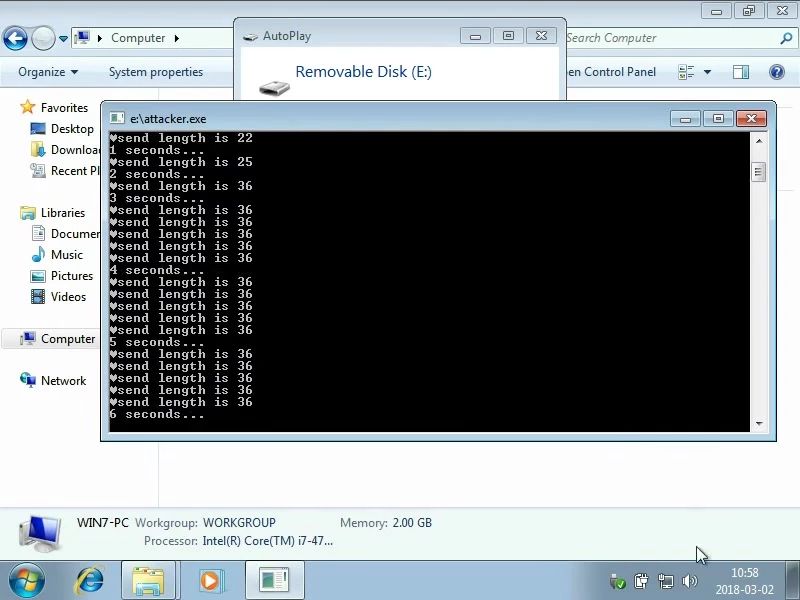 AutoPlay
Computer
Search Computer
Organize
System properties
en Control Panel
Removable Disk (E:)
e:\attacker.exe
Favorites
Desktop
Downloa
Recent Pl
Libraries
Documen
Music
Pictures
Videos
Computer
Network
♥send length is 22
1 seconds...
♥send length is 25
2 seconds...
♥send length is 36
3 seconds...
♥send length is 36
♥send length is 36
♥send length is 36
♥send length is 36
♥send length is 36
4 seconds...
♥send length is 36
♥send length is 36
♥send length is 36
♥send length is 36
♥send length is 36
5 seconds...
♥send length is 36
♥send length is 36
♥send length is 36
♥send length is 36
♥send length is 36
6 seconds...
WIN7-PC Workgroup: WORKGROUP Memory: 2.00 GB
Processor: Intel(R) Core(TM) i7-47...
10:58
2018-03-02